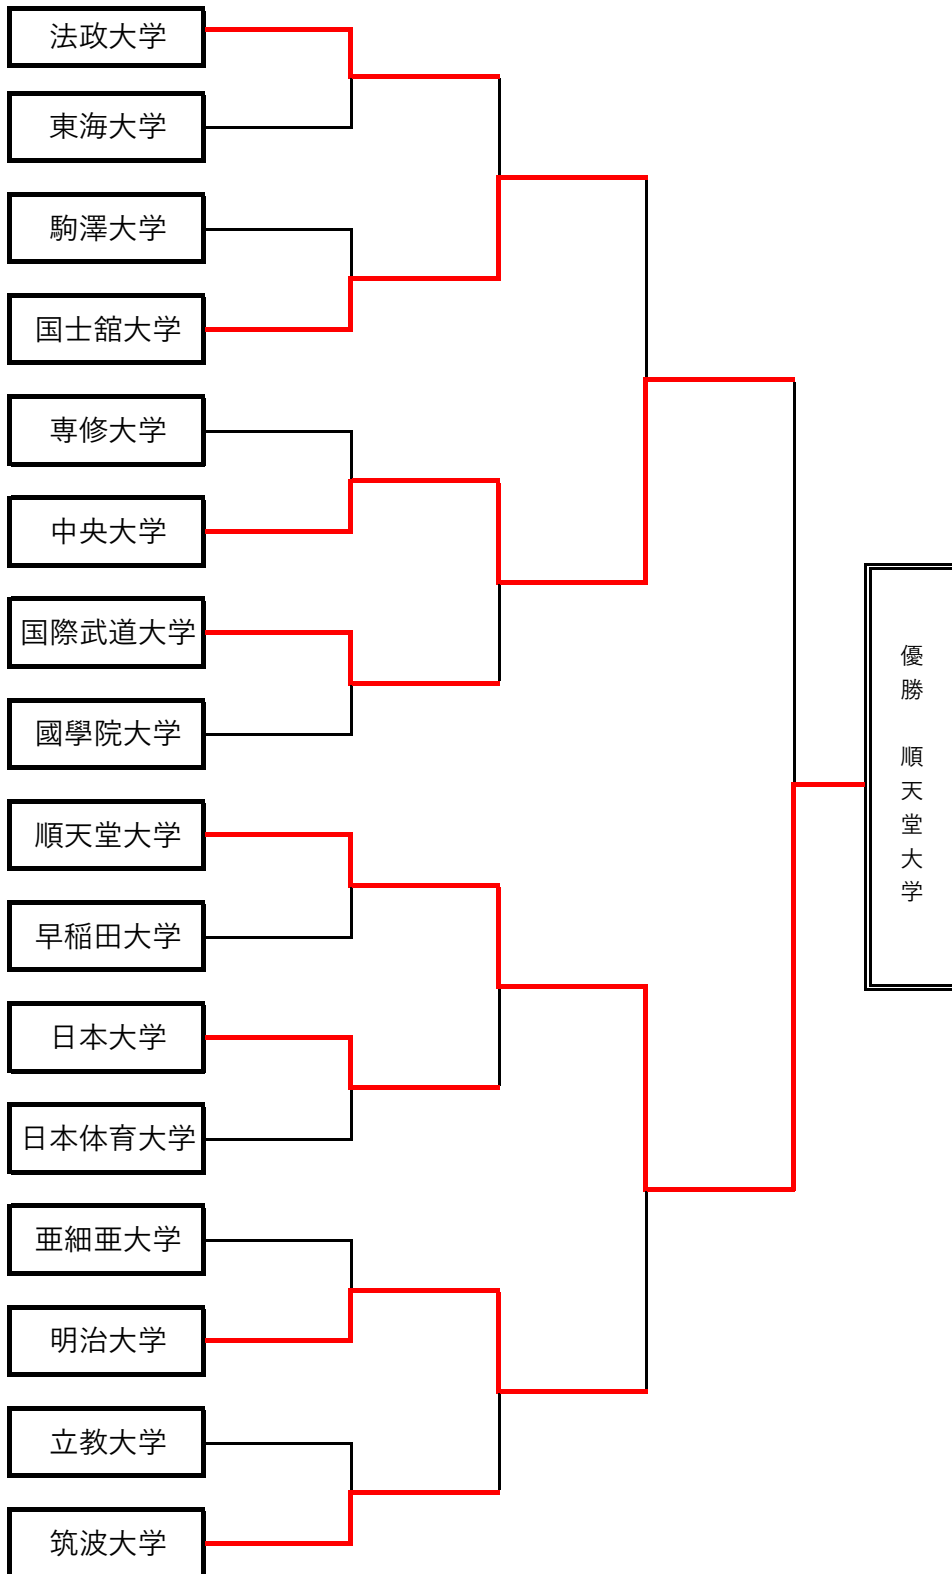 法政大学
東海大学
駒澤大学
国士舘大学
専修大学
中央大学
国際武道大学
國學院大学
順天堂大学
早稲田大学
日本大学
日本体育大学
亜細亜大学
明治大学
立教大学
筑波大学
優勝　順天堂大学